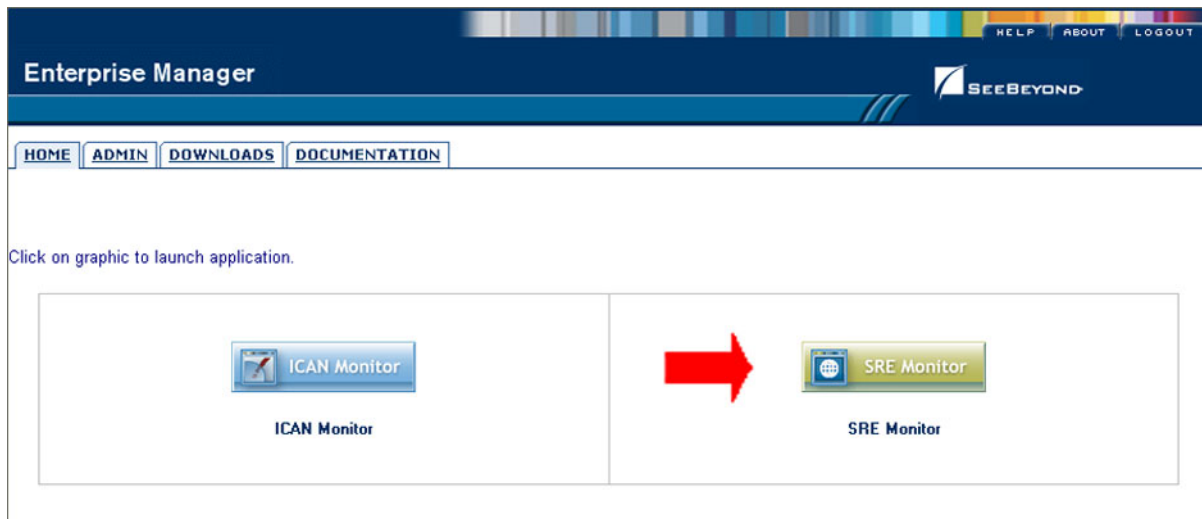 HELP ABOUT LOGOUT
Enterprise Manager
SEEBEYOND
HOME ADMIN DOWNLOADS DOCUMENTATION
Click on graphic to launch application.
ICAN Monitor
SRE Monitor
ICAN Monitor
SRE Monitor